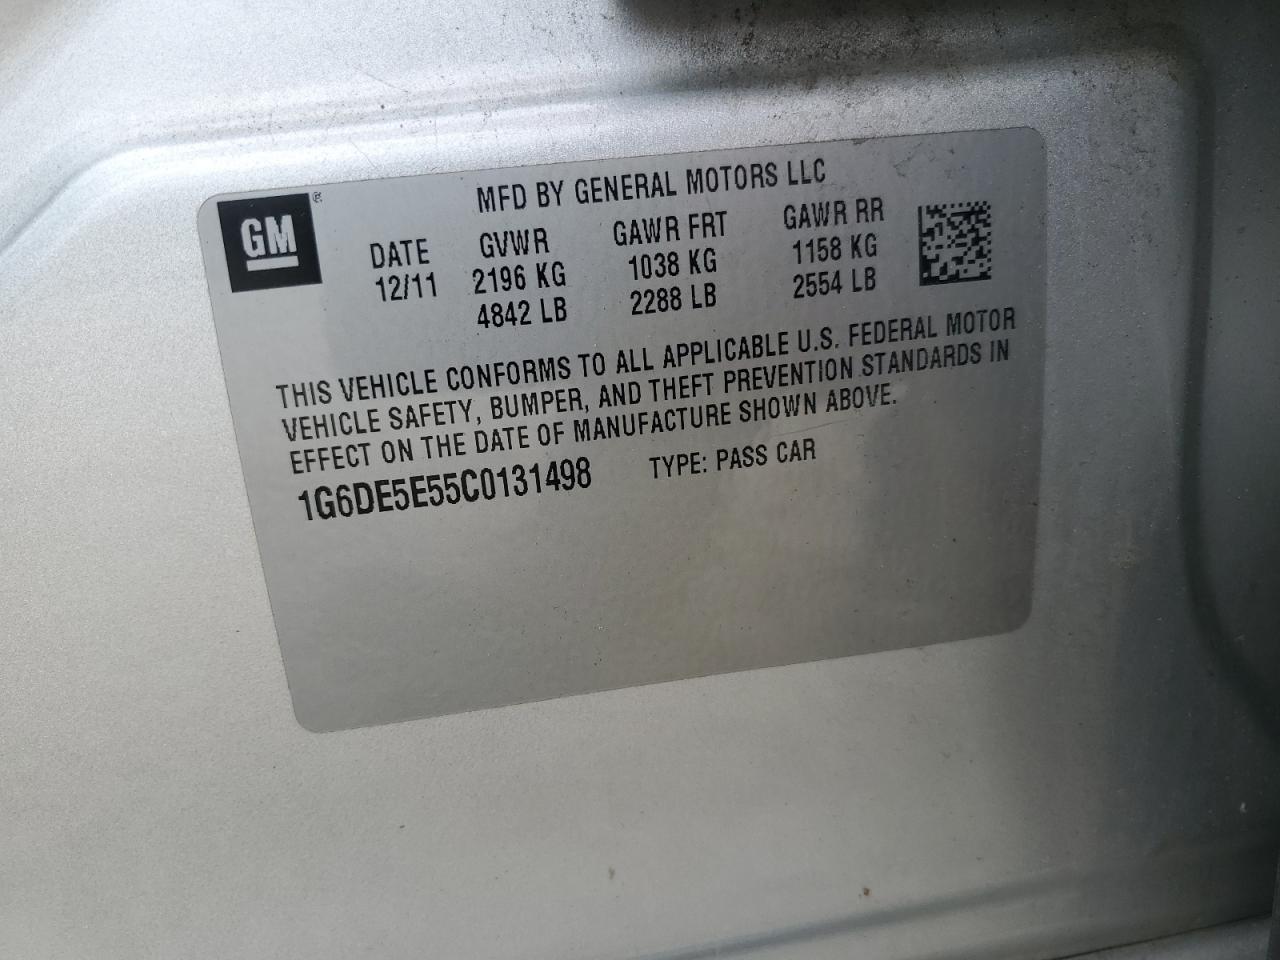 GM ®
MFD BY GENERAL MOTORS LLC
DATE GVWR GAWR FRT GAWR RR
12/11 2196 KG 1038 KG 1158 KG
4842 LB 2288 LB 2554 LB
THIS VEHICLE CONFORMS TO ALL APPLICABLE U.S. FEDERAL MOTOR
VEHICLE SAFETY, BUMPER, AND THEFT PREVENTION STANDARDS IN
EFFECT ON THE DATE OF MANUFACTURE SHOWN ABOVE.
1G6DE5E55C0131498 TYPE: PASS CAR